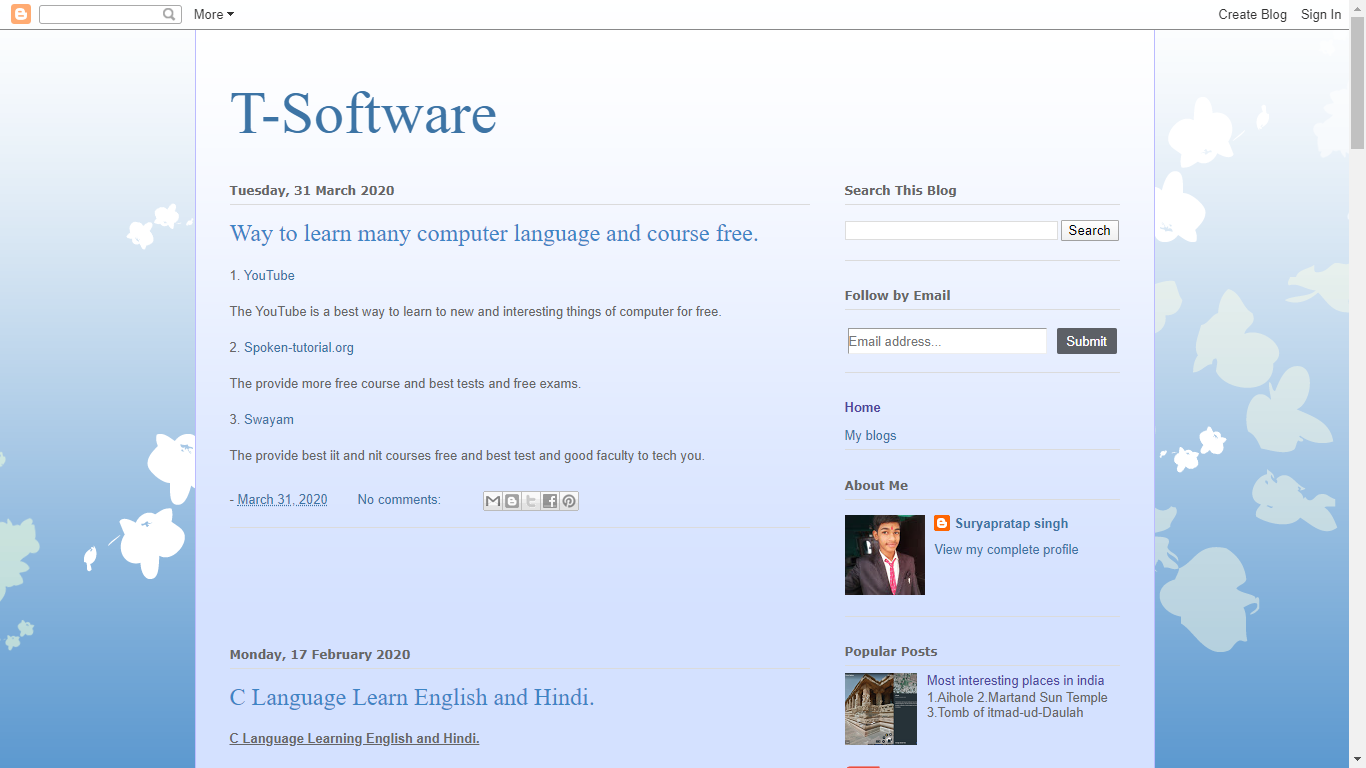 More
Create Blog
Sign In
T-Software
Tuesday, 31 March 2020
Way to learn many computer language and course free.
1. YouTube
The YouTube is a best way to learn to new and interesting things of computer for free.
2. Spoken-tutorial.org
The provide more free course and best tests and free exams.
3. Swayam
The provide best iit and nit courses free and best test and good faculty to tech you.
- March 31, 2020 No comments:
Monday, 17 February 2020
C Language Learn English and Hindi.
C Language Learning English and Hindi.
Search This Blog
Search
Follow by Email
Email address...
Submit
Home
My blogs
About Me
Suryapratap singh
View my complete profile
Popular Posts
Most interesting places in india
1.Aihole 2.Martand Sun Temple
3.Tomb of itmad-ud-Daulah